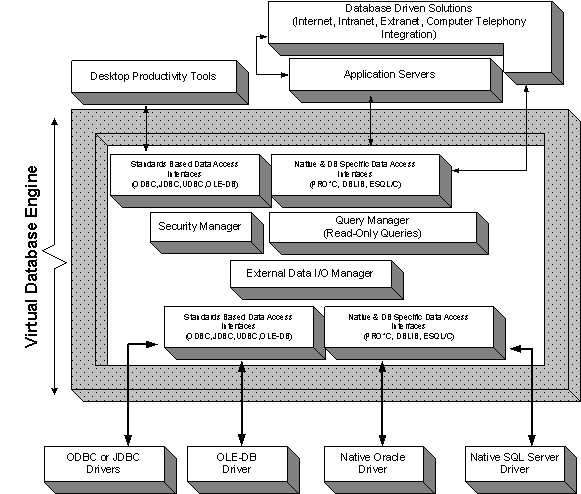 Database Driven Solutions
(Internet, Intranet, Extranet, Computer Telephony
Integration)
Desktop Productivity Tools
Application Servers
Virtual Database Engine
Standards Based Data Access
Interfaces
(ODBC, JDBC, UDBC, OLE-DB)
Native & DB Specific Data Access
Interfaces
(PRO*C, DBLIB, ESQL/C)
Security Manager
Query Manager
(Read-Only Queries)
External Data I/O Manager
Standards Based Data Access
Interfaces
(ODBC, JDBC, UDBC, OLE-DB)
Native & DB Specific Data Access
Interfaces
(PRO*C, DBLIB, ESQL/C)
ODBC or JDBC
Drivers
OLE-DB
Driver
Native Oracle
Driver
Native SQL Server
Driver